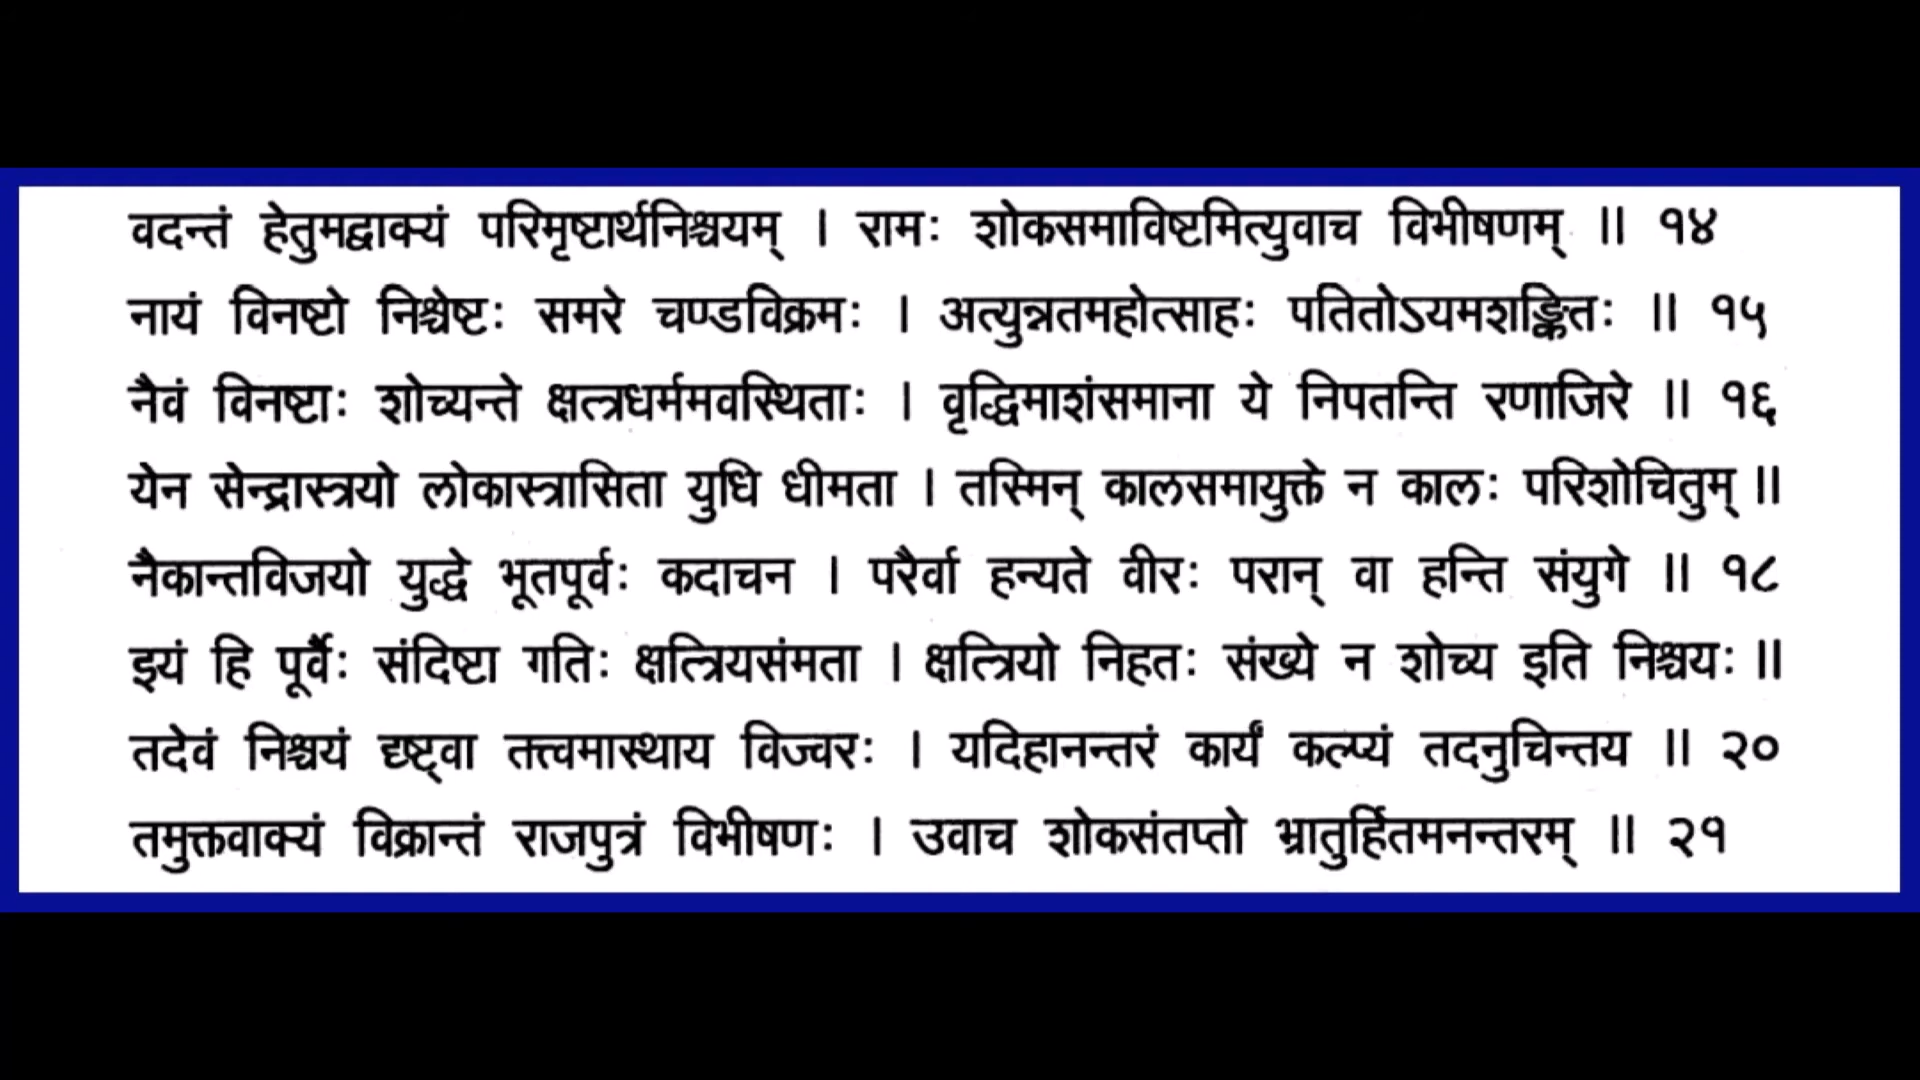 वदन्तं हेतुमद्वाक्यं परिमृष्टार्थनिश्चयम् । रामः शोकसमाविष्टमित्युवाच विभीषणम् ॥ १४
नायं विनष्टो निश्चेष्टः समरे चण्डविक्रमः । अत्युन्नतमहोत्साहः पतितोऽयमशङ्कितः ॥ १५
नैवं विनष्टाः शोच्यन्ते क्षत्रधर्ममवस्थिताः । वृद्धिमाशंसमाना ये निपतन्ति रणाजिरे ॥ १६
येन सेन्द्रास्त्रयो लोकास्त्रासिता युधि धीमता । तस्मिन् कालसमायुक्ते न कालः परिशोचितुम् ॥
नैकान्तविजयो युद्धे भूतपूर्वः कदाचन । परैर्वा हन्यते वीरः परान् वा हन्ति संयुगे ॥ १८
इयं हि पूर्वैः संदिष्टा गतिः क्षत्रियसंमता । क्षत्रियो निहतः संख्ये न शोच्य इति निश्चयः ॥
तदेवं निश्चयं दृष्ट्वा तत्त्वमास्थाय विज्वरः । यदिहानन्तरं कार्यं कल्प्यं तदनुचिन्तय ॥ २०
तमुक्तवाक्यं विक्रान्तं राजपुत्रं विभीषणः । उवाच शोकसंतप्तो भ्रातुर्हितमनन्तरम् ॥ २१